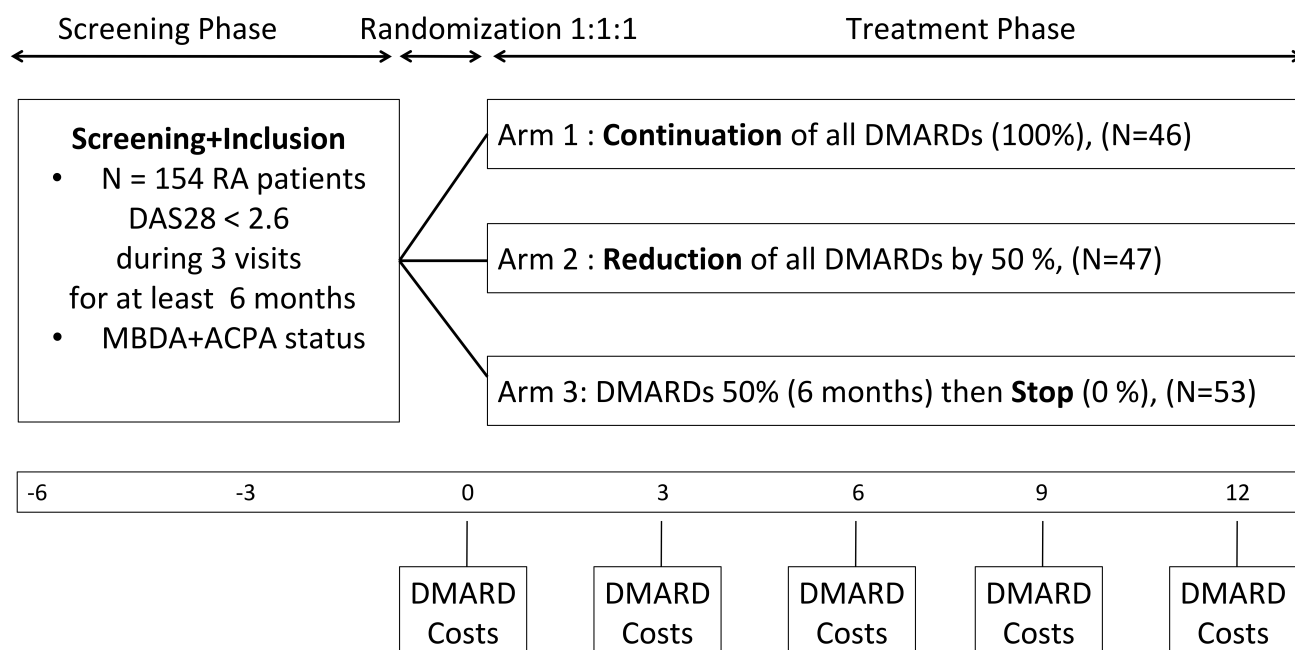 Screening Phase
Randomization 1:1:1
Treatment Phase
Screening+Inclusion
• N = 154 RA patients
DAS28 < 2.6
during 3 visits
for at least 6 months
• MBDA+ACPA status
Arm 1 : Continuation of all DMARDs (100%), (N=46)
Arm 2 : Reduction of all DMARDs by 50 %, (N=47)
Arm 3: DMARDs 50% (6 months) then Stop (0 %), (N=53)
-6 -3 0 3 6 9 12
DMARD
Costs
DMARD
Costs
DMARD
Costs
DMARD
Costs
DMARD
Costs